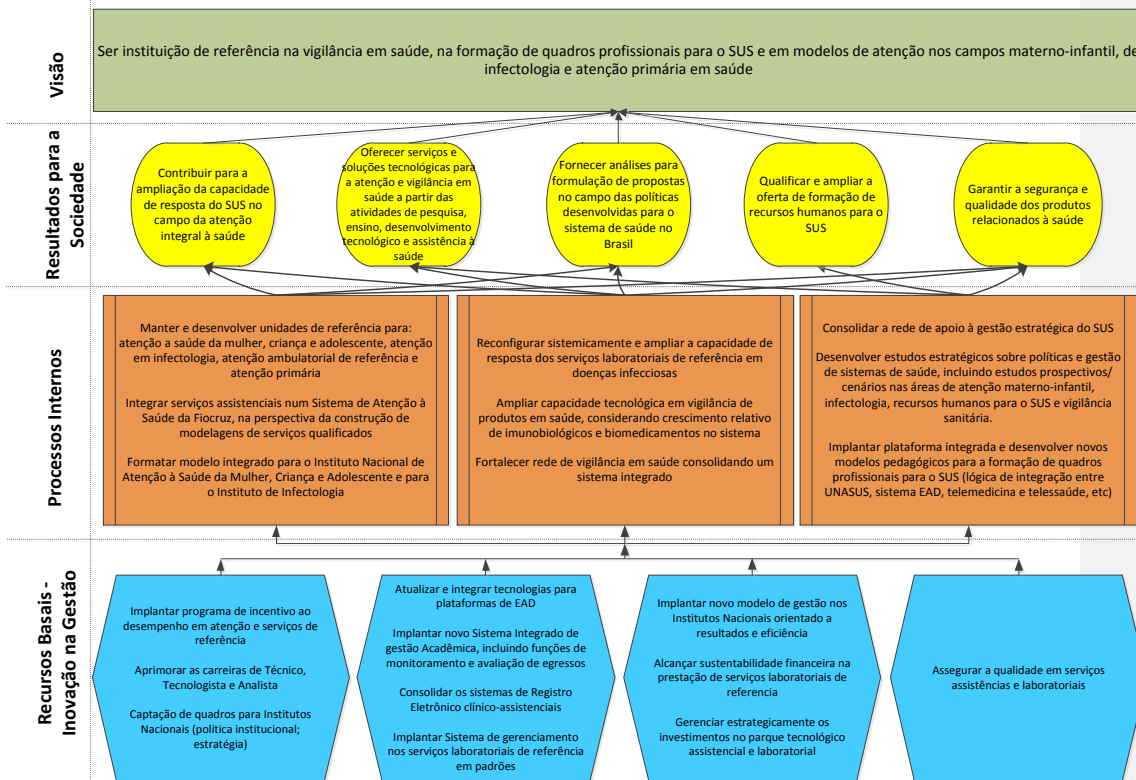 Visão
Ser instituição de referência na vigilância em saúde, na formação de quadros profissionais para o SUS e em modelos de atenção nos campos materno-infantil, de
infectologia e atenção primária em saúde
Resultados para a
Sociedade
Contribuir para a
ampliação da capacidade
de resposta do SUS no
campo da atenção
integral à saúde
Oferecer serviços e
soluções tecnológicas para
a atenção e vigilância em
saúde a partir das
atividades de pesquisa,
ensino, desenvolvimento
tecnológico e assistência à
saúde
Fornecer análises para
formulação de propostas
no campo das políticas
desenvolvidas para o
sistema de saúde no
Brasil
Qualificar e ampliar a
oferta de formação de
recursos humanos para o
SUS
Garantir a segurança e
qualidade dos produtos
relacionados à saúde
Processos Internos
Manter e desenvolver unidades de referência para:
atenção a saúde da mulher, criança e adolescente, atenção
em infectologia, atenção ambulatorial de referência e
atenção primária
Integrar serviços assistenciais num Sistema de Atenção à
Saúde da Fiocruz, na perspectiva da construção de
modelagens de serviços qualificados
Formatar modelo integrado para o Instituto Nacional de
Atenção à Saúde da Mulher, Criança e Adolescente e para
o Instituto de Infectologia
Reconfigurar sistemicamente e ampliar a capacidade de
resposta dos serviços laboratoriais de referência em
doenças infecciosas
Ampliar capacidade tecnológica em vigilância de
produtos em saúde, considerando crescimento relativo
de imunobiológicos e biomedicamentos no sistema
Fortalecer rede de vigilância em saúde consolidando um
sistema integrado
Consolidar a rede de apoio à gestão estratégica do SUS
Desenvolver estudos estratégicos sobre políticas e gestão
de sistemas de saúde, incluindo estudos prospectivos/
cenários nas áreas de atenção materno-infantil,
infectologia, recursos humanos para o SUS e vigilância
sanitária.
Implantar plataforma integrada e desenvolver novos
modelos pedagógicos para a formação de quadros
profissionais para o SUS (lógica de integração entre
UNASUS, sistema EAD, telemedicina e telessaúde, etc)
Recursos Basais -
Inovação na Gestão
Implantar programa de incentivo ao
desempenho em atenção e serviços de
referência
Aprimorar as carreiras de Técnico,
Tecnologista e Analista
Captação de quadros para Institutos
Nacionais (politica institucional;
estratégia)
Atualizar e integrar tecnologias para
plataformas de EAD
Implantar novo Sistema Integrado de
gestão Acadêmica, incluindo funções de
monitoramento e avaliação de egressos
Consolidar os sistemas de Registro
Eletrônico clínico-assistenciais
Implantar Sistema de gerenciamento
nos serviços laboratoriais de referência
em padrões
Implantar novo modelo de gestão nos
Institutos Nacionais orientado a
resultados e eficiência
Alcançar sustentabilidade financeira na
prestação de serviços laboratoriais de
referencia
Gerenciar estrategicamente os
investimentos no parque tecnológico
assistencial e laboratorial
Assegurar a qualidade em serviços
assistências e laboratoriais